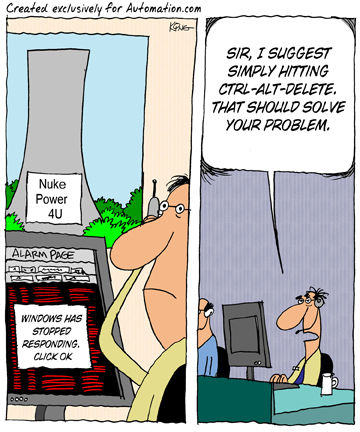 Created exclusively for Automation.com
KING
Nuke
Power
4U
ALARM PAGE
WINDOWS HAS
STOPPED
RESPONDING.
CLICK OK
SIR, I SUGGEST
SIMPLY HITTING
CTRL-ALT-DELETE.
THAT SHOULD SOLVE
YOUR PROBLEM.